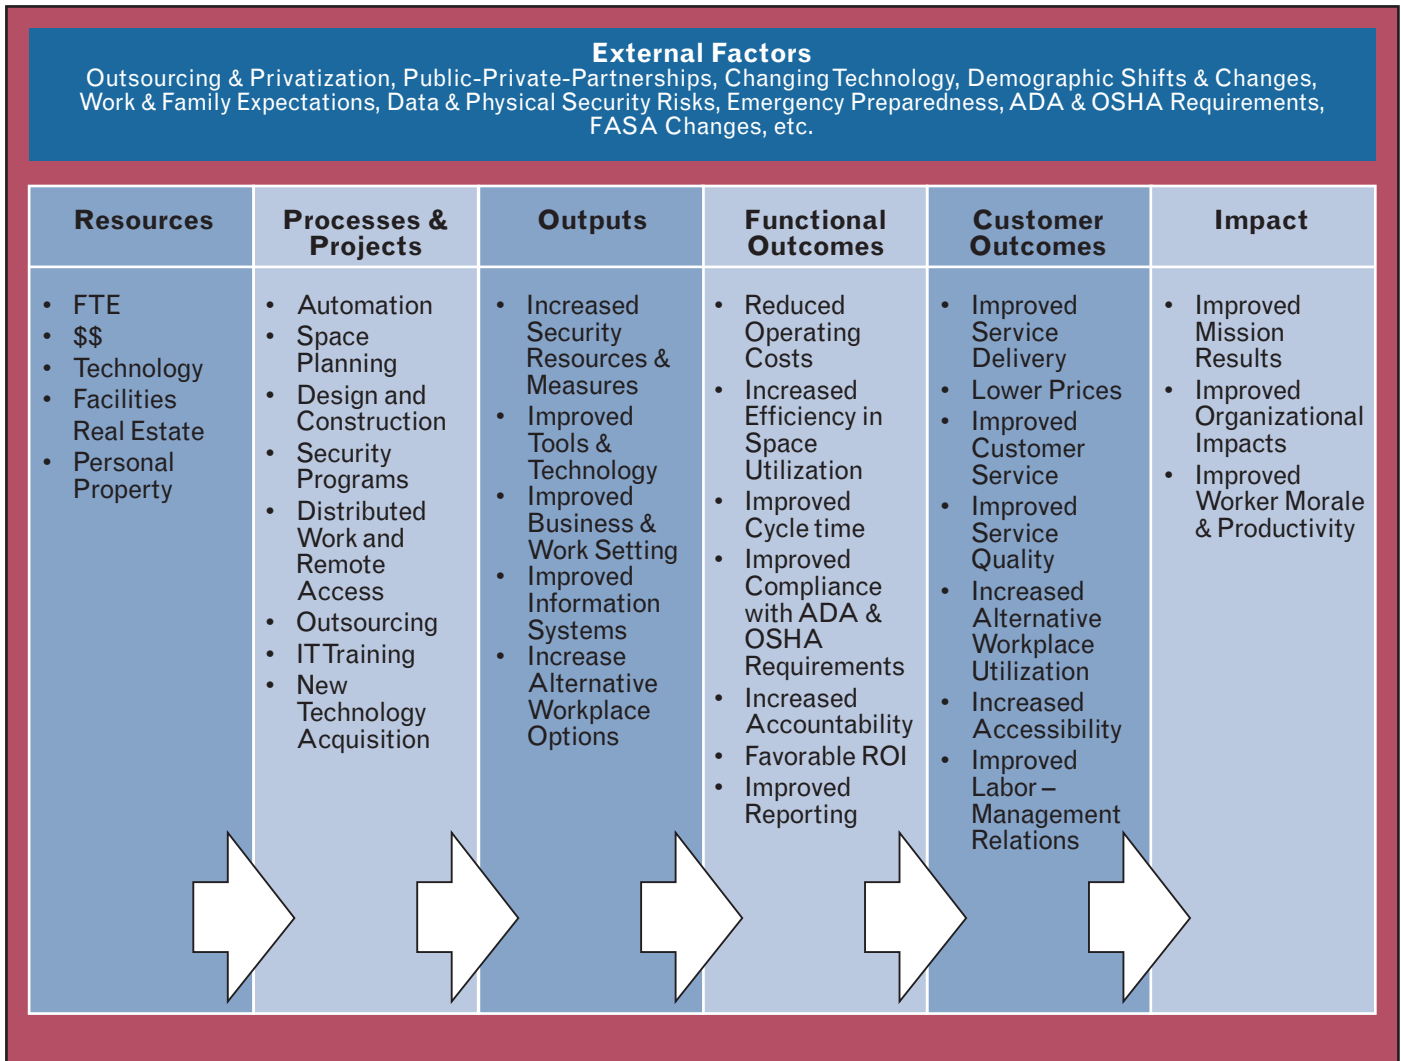 External Factors
Outsourcing & Privatization, Public-Private-Partnerships, Changing Technology, Demographic Shifts & Changes,
Work & Family Expectations, Data & Physical Security Risks, Emergency Preparedness, ADA & OSHA Requirements,
FASA Changes, etc.
Resources
• FTE
• $$
• Technology
• Facilities
Real Estate
• Personal
Property
Processes &
Projects
• Automation
• Space
Planning
• Design and
Construction
• Security
Programs
• Distributed
Work and
Remote
Access
• Outsourcing
• IT Training
• New
Technology
Acquisition
Outputs
• Increased
Security
Resources &
Measures
• Improved
Tools &
Technology
• Improved
Business &
Work Setting
• Improved
Information
Systems
• Increase
Alternative
Workplace
Options
Functional
Outcomes
• Reduced
Operating
Costs
• Increased
Efficiency in
Space
Utilization
• Improved
Cycle time
• Improved
Compliance
with ADA &
OSHA
Requirements
• Increased
Accountability
• Favorable ROI
• Improved
Reporting
Customer
Outcomes
• Improved
Service
Delivery
• Lower Prices
• Improved
Customer
Service
• Improved
Service
Quality
• Increased
Alternative
Workplace
Utilization
• Increased
Accessibility
• Improved
Labor –
Management
Relations
Impact
• Improved
Mission
Results
• Improved
Organizational
Impacts
• Improved
Worker Morale
& Productivity